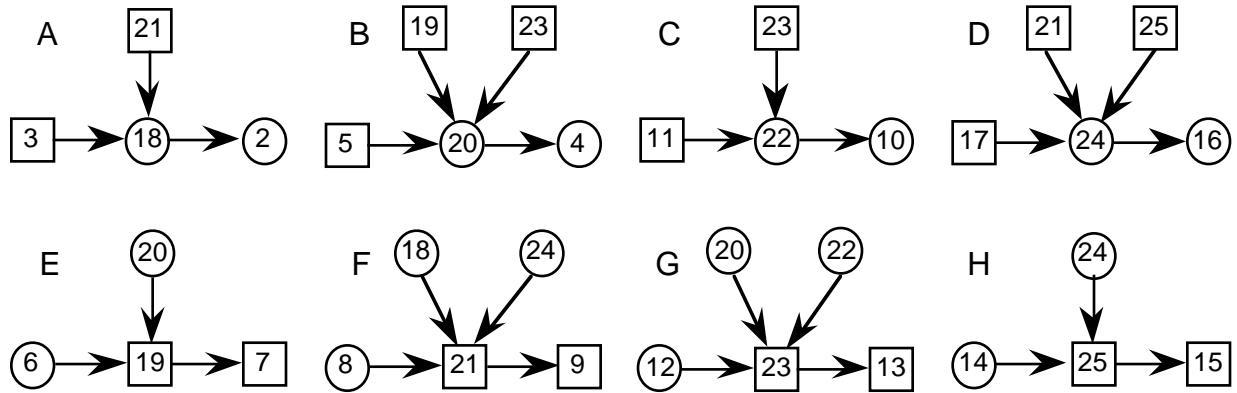 A 21
3 18 2
B 19 23
5 20 4
C 23
11 22 10
D 21 25
17 24 16
E 20
6 19 7
F 18 24
8 21 9
G 20 22
12 23 13
H 24
14 25 15